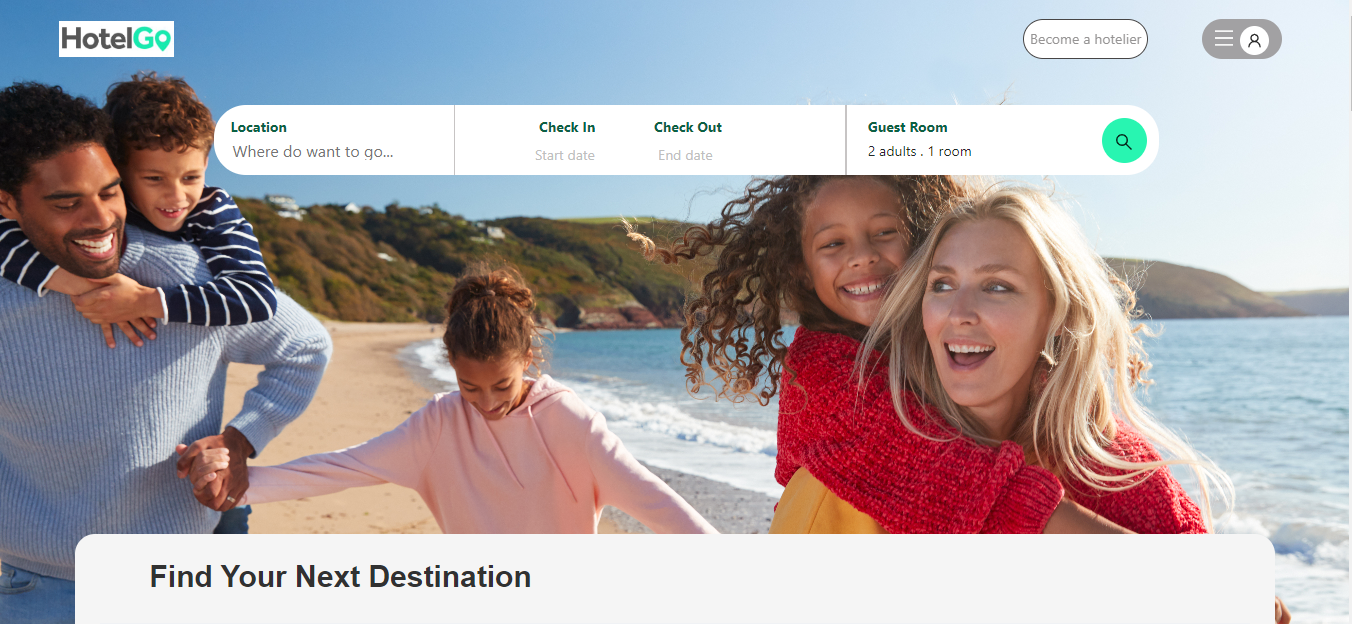 HotelGo
Become a hotelier
Location
Check In
Check Out
Guest Room
Where do want to go...
Start date
End date
2 adults . 1 room
Find Your Next Destination